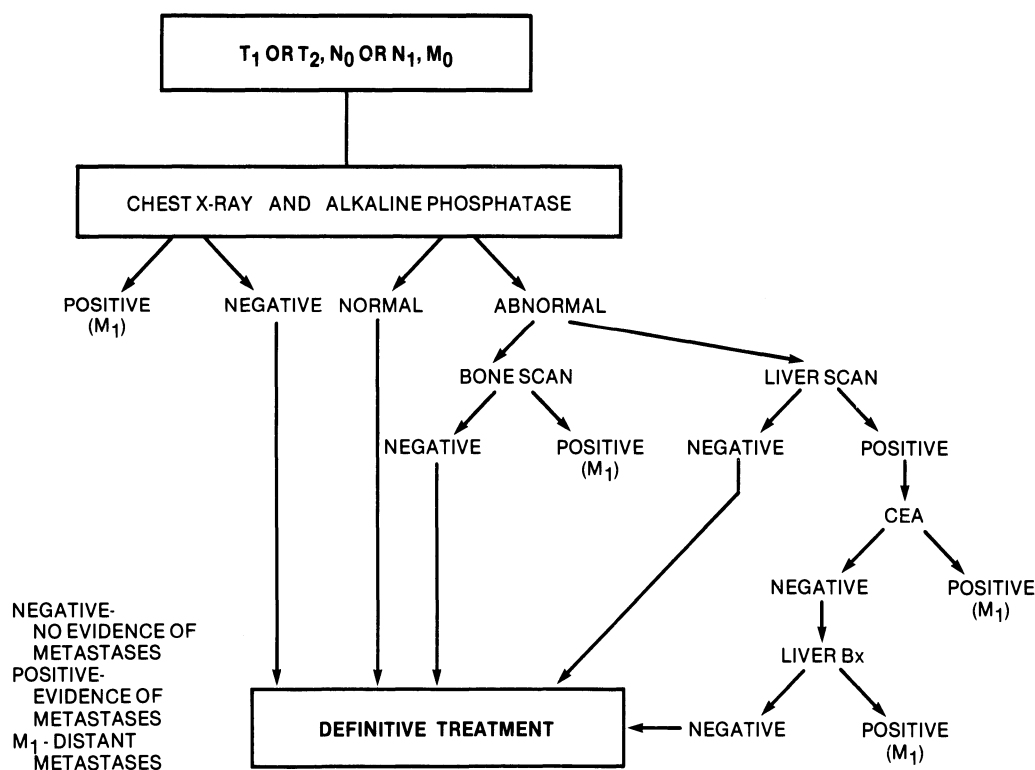 T1 OR T2, N0 OR N1, M0
CHEST X-RAY AND ALKALINE PHOSPHATASE
POSITIVE
(M1)
NEGATIVE
NORMAL
ABNORMAL
BONE SCAN
LIVER SCAN
NEGATIVE
POSITIVE
(M1)
NEGATIVE
POSITIVE
CEA
NEGATIVE
POSITIVE
(M1)
LIVER Bx
NEGATIVE
POSITIVE
(M1)
DEFINITIVE TREATMENT
NEGATIVE-
NO EVIDENCE OF
METASTASES
POSITIVE-
EVIDENCE OF
METASTASES
M1- DISTANT
METASTASES